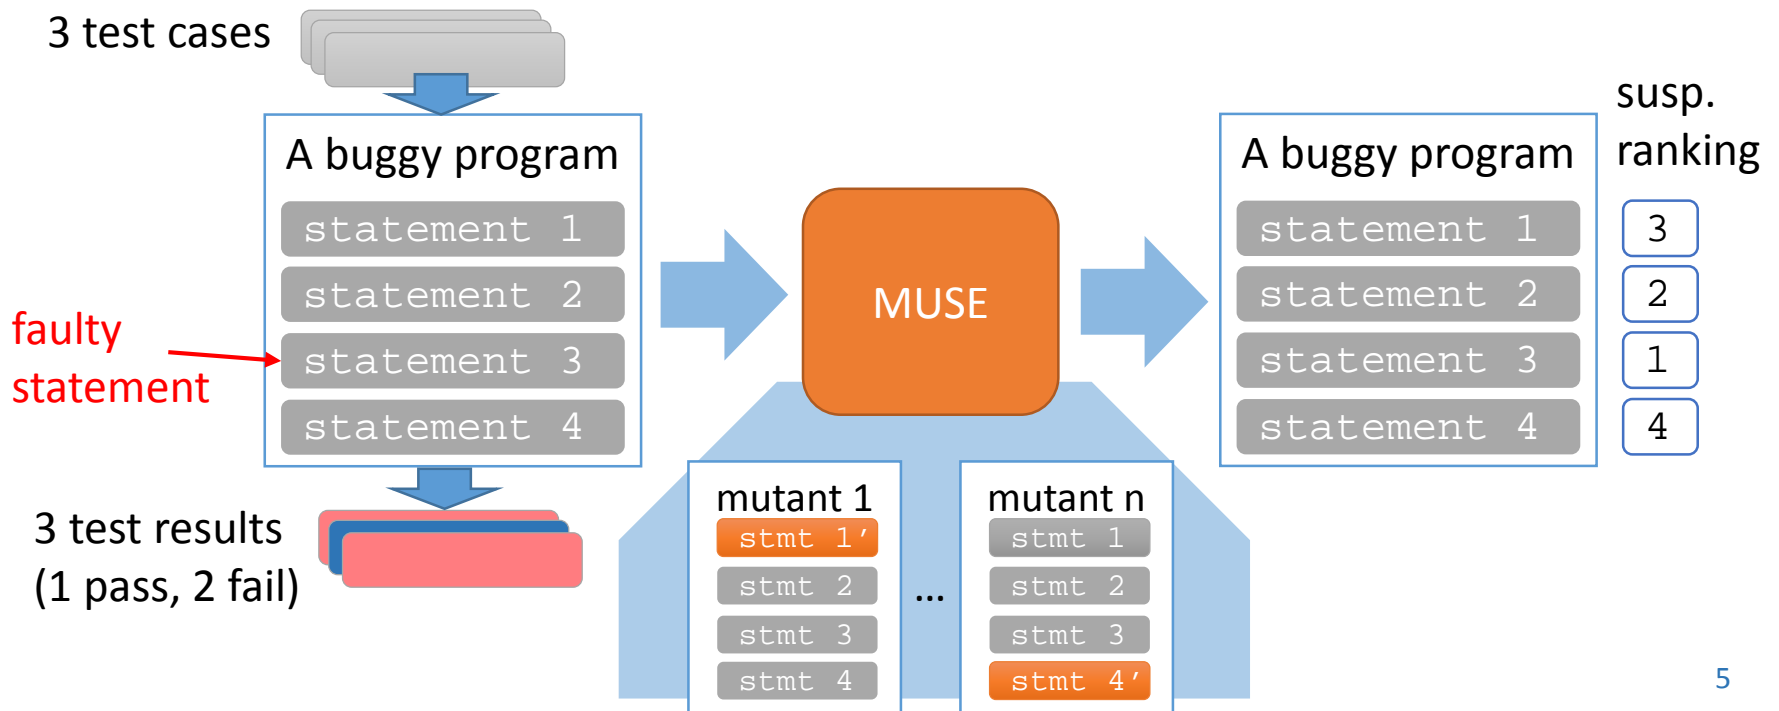 3 test cases
A buggy program
statement 1
statement 2
statement 3
statement 4
faulty
statement
3 test results
(1 pass, 2 fail)
MUSE
mutant 1
stmt 1′
stmt 2
stmt 3
stmt 4
…
mutant n
stmt 1
stmt 2
stmt 3
stmt 4′
A buggy program
statement 1
statement 2
statement 3
statement 4
susp.
ranking
3
2
1
4
5